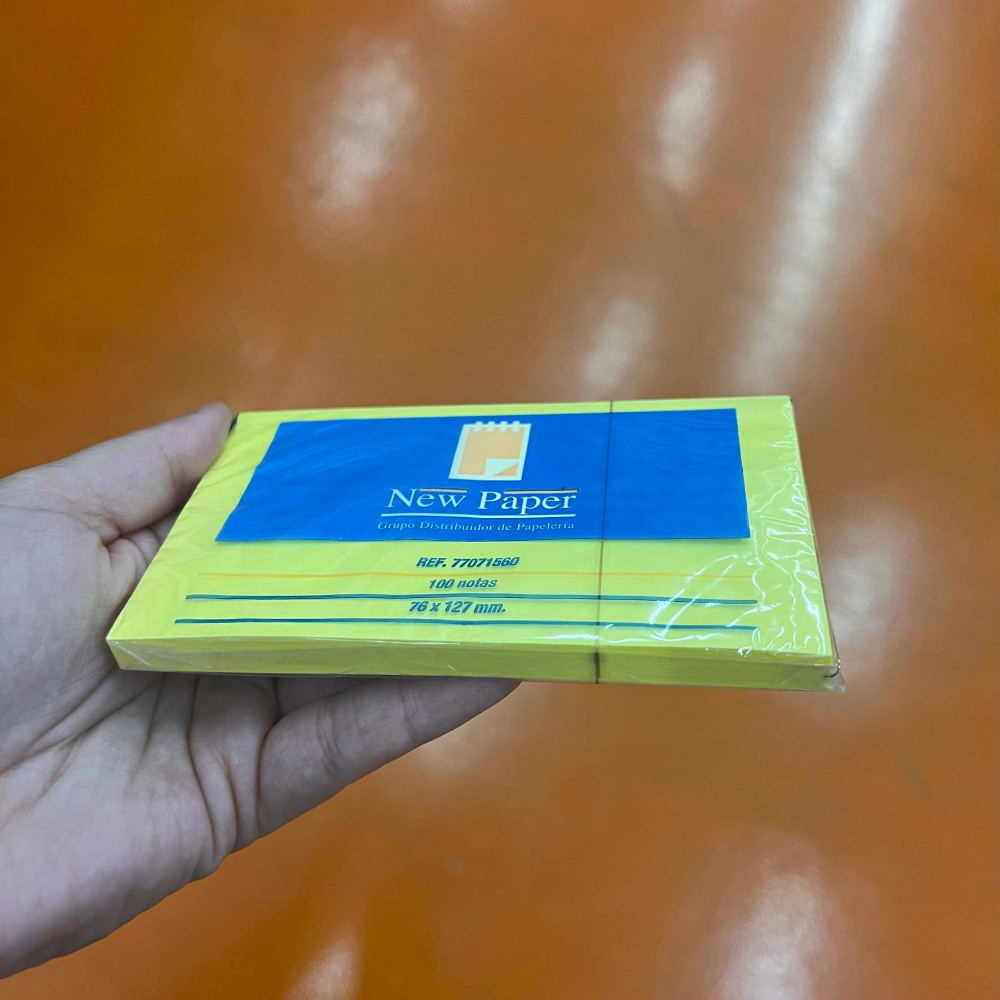 New Paper
Grupo Distribuidor de Papelería
REF. 77071560
100 notas
76 x 127 mm.